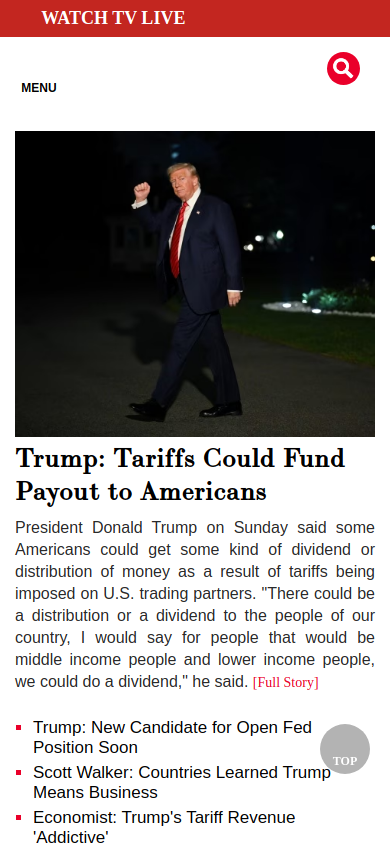 WATCH TV LIVE
MENU
Trump: Tariffs Could Fund
Payout to Americans
President Donald Trump on Sunday said some
Americans could get some kind of dividend or
distribution of money as a result of tariffs being
imposed on U.S. trading partners. "There could be
a distribution or a dividend to the people of our
country, I would say for people that would be
middle income people and lower income people,
we could do a dividend," he said. [Full Story]
Trump: New Candidate for Open Fed
Position Soon
Scott Walker: Countries Learned Trump
Means Business
TOP
Economist: Trump's Tariff Revenue
'Addictive'